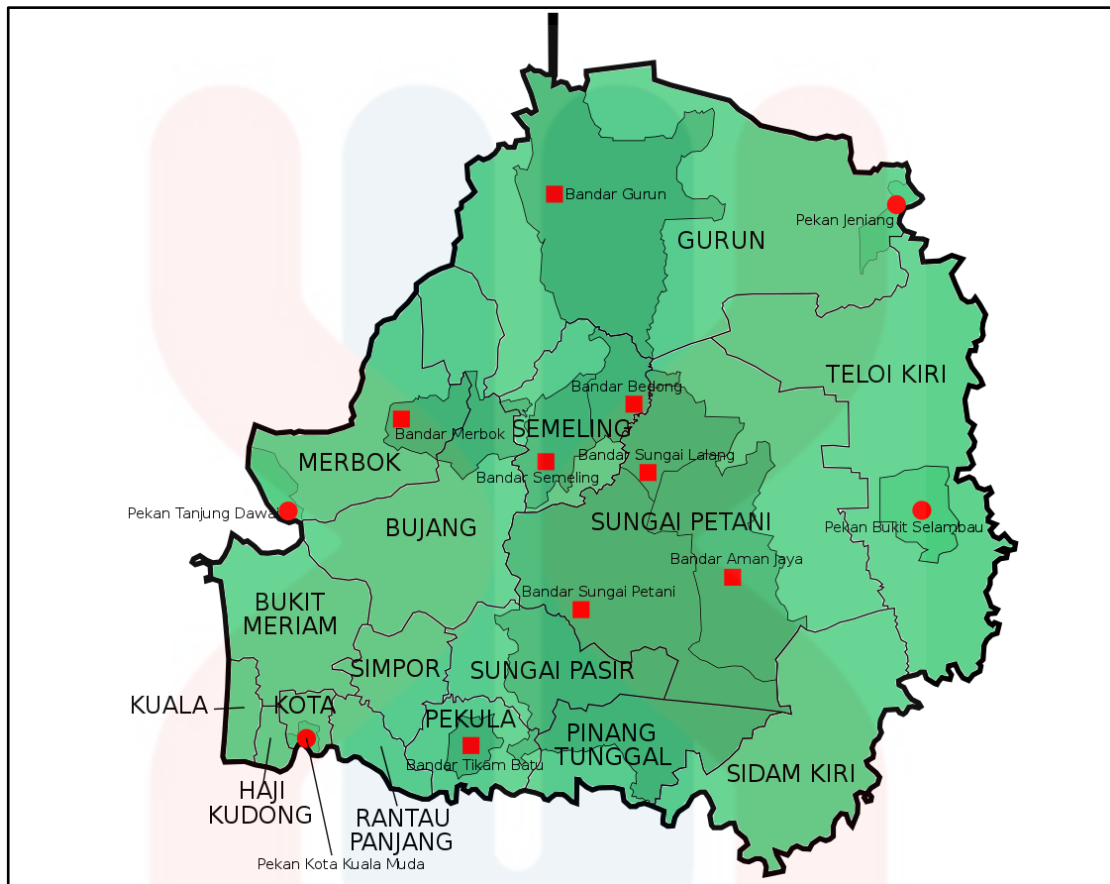 Bandar Gurun
Pekan Jeniang
GURUN
TELOI KIRI
Bandar Bedong
Bandar Merbok
SEMELING
MERBOK
Bandar Sungai Lalang
Bandar Semeling
Pekan Tanjung Dawai
BUJANG
SUNGAI PETANI
Pekan Bukit Selambau
Bandar Aman jaya
Bandar Sungai Petani
BUKIT
MERIAM
SIMPOR
SUNGAI PASIR
KUALA
KOTA
PEKULA
PINANG
TUNGGAL
Bandar Tikam Batu
SIDAM KIRI
HAJI
KUDONG
RANTAU
PANJANG
Pekan Kota Kuala Muda